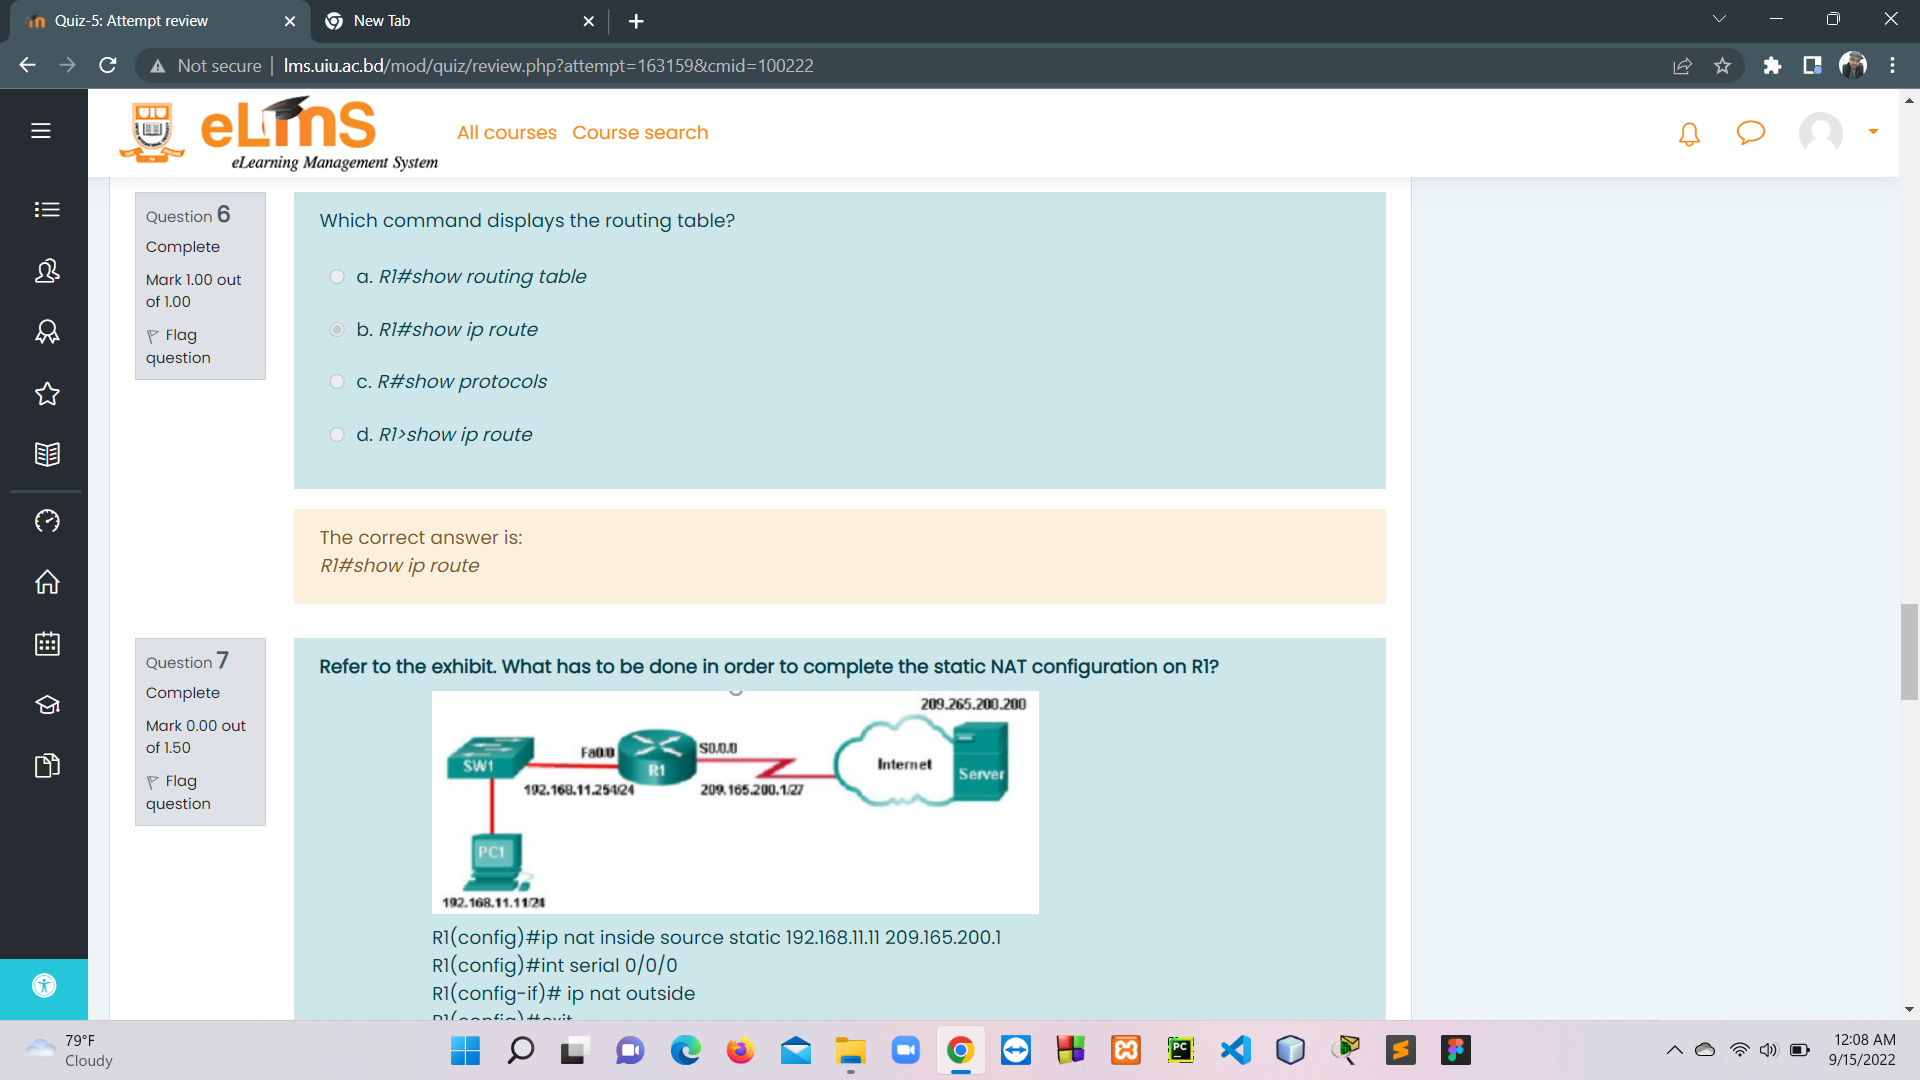 Quiz-5: Attempt review
New Tab
Not secure
lms.uiu.ac.bd/mod/quiz/review.php?attempt=163159&cmid=100222
UIU
eLmS
eLearning Management System
All courses
Course search
Question 6
Complete
Mark 1.00 out
of 1.00
Flag
question
Which command displays the routing table?
a. R1#show routing table
b. R1#show ip route
c. R#show protocols
d. R1>show ip route
The correct answer is:
R1#show ip route
Question 7
Complete
Mark 0.00 out
of 1.50
Flag
question
Refer to the exhibit. What has to be done in order to complete the static NAT configuration on R1?
209.265.200.200
SW1
Fa0/0
R1
S0.0.0
Internet
Server
192.168.11.254/24
209.165.200.1/27
PC1
192.168.11.11/24
R1(config)#ip nat inside source static 192.168.11.11 209.165.200.1
R1(config)#int serial 0/0/0
R1(config-if)# ip nat outside
R1(config)#exit
79°F
Cloudy
PC
12:08 AM
9/15/2022